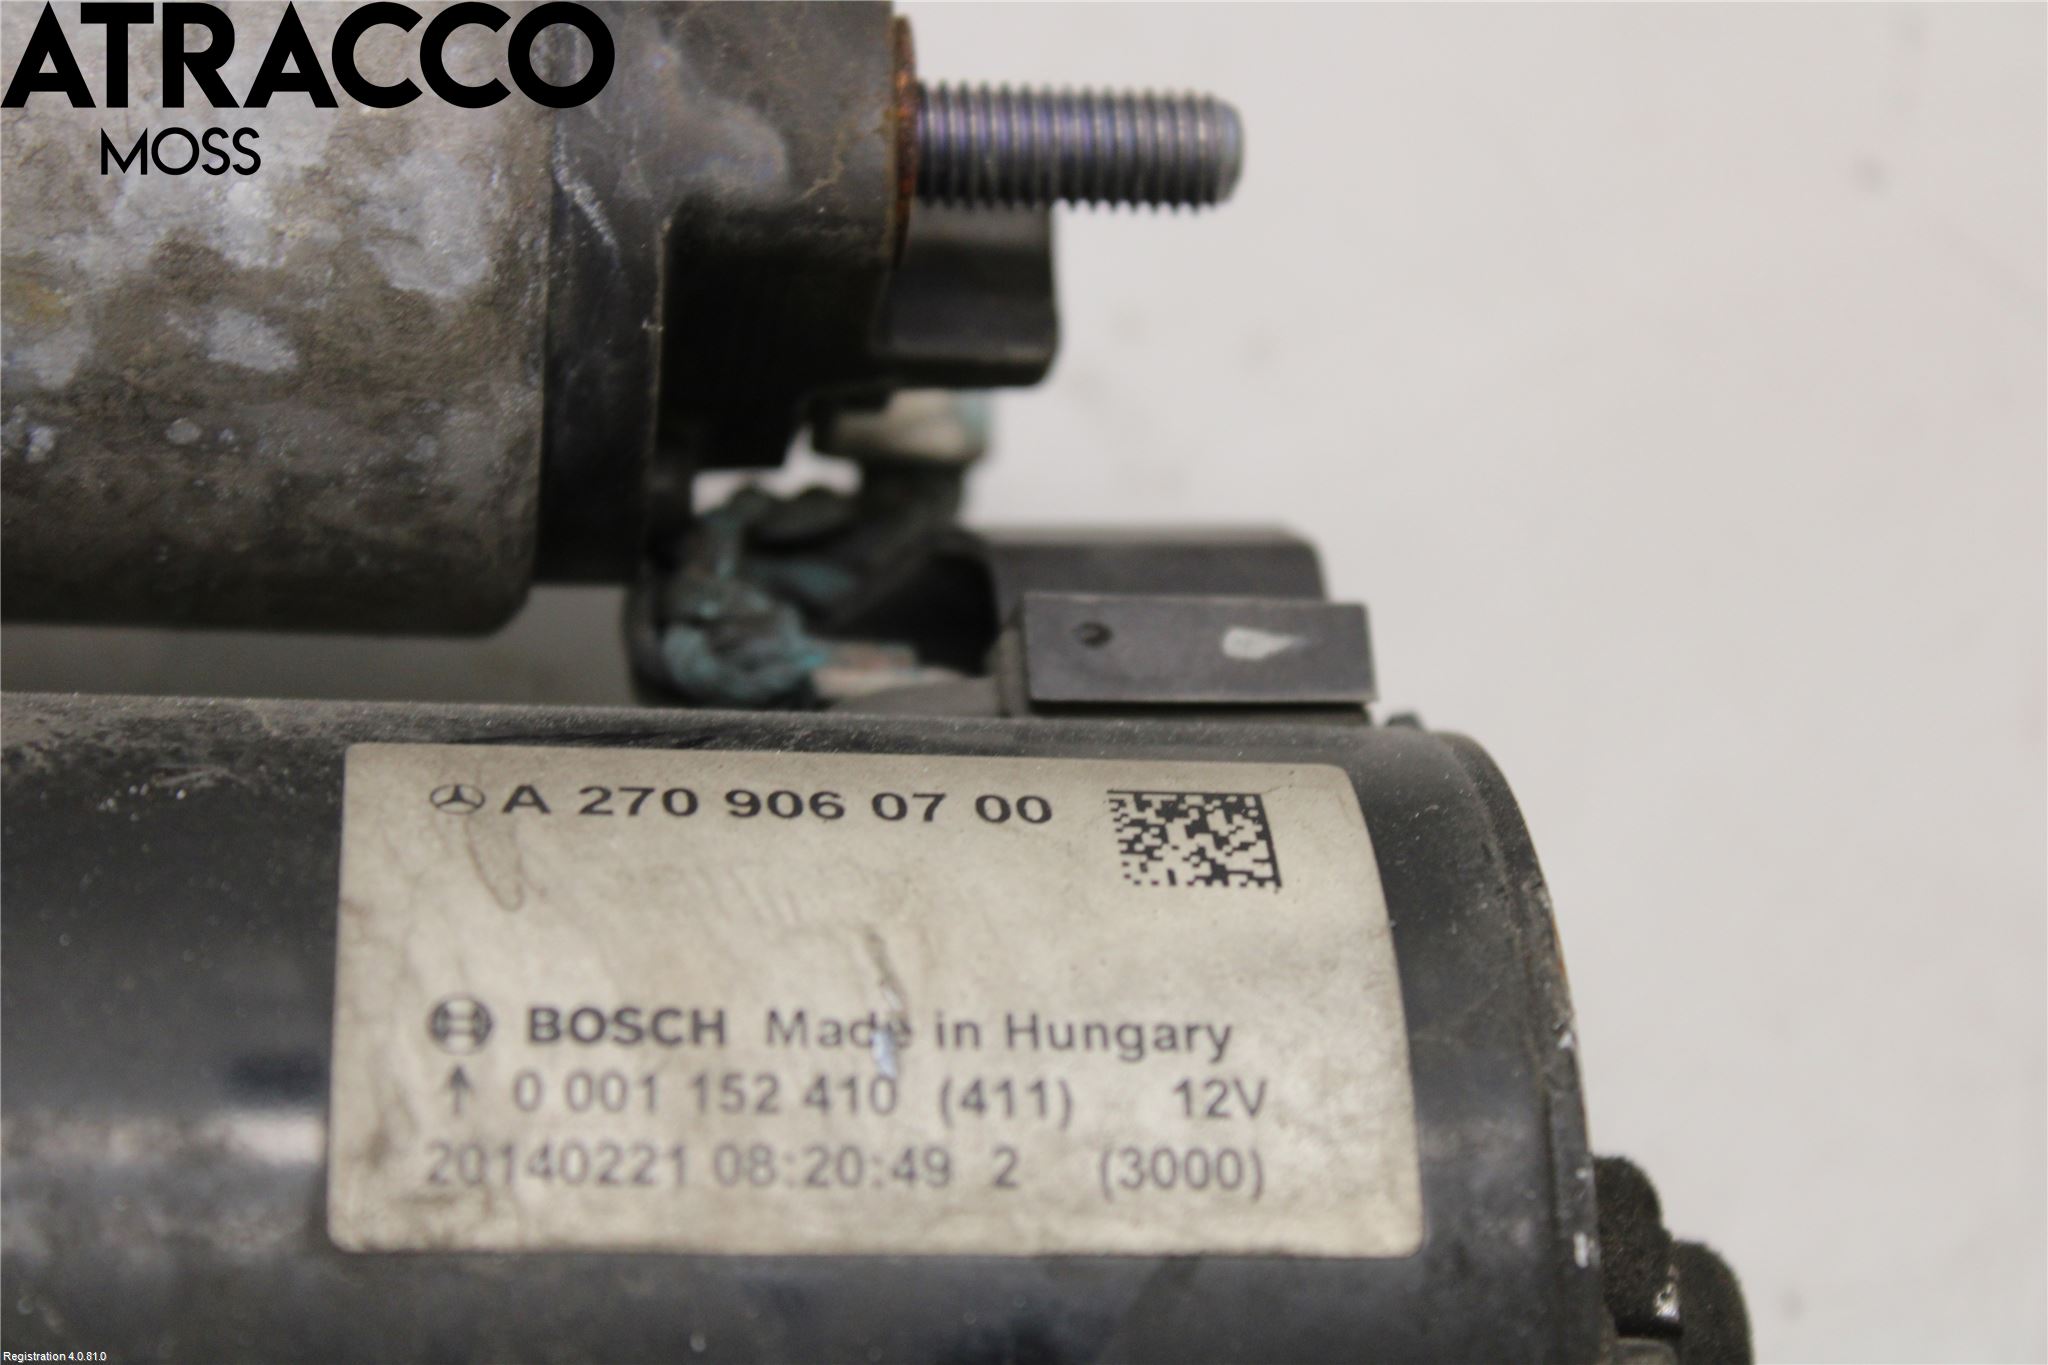 ATRACCO
MOSS
A 270 906 07 00
BOSCH Made in Hungary
↑ 0 001 152 410 (411) 12V
20140221 08:20:49 2 (3000)
Registration 4.0.81.0